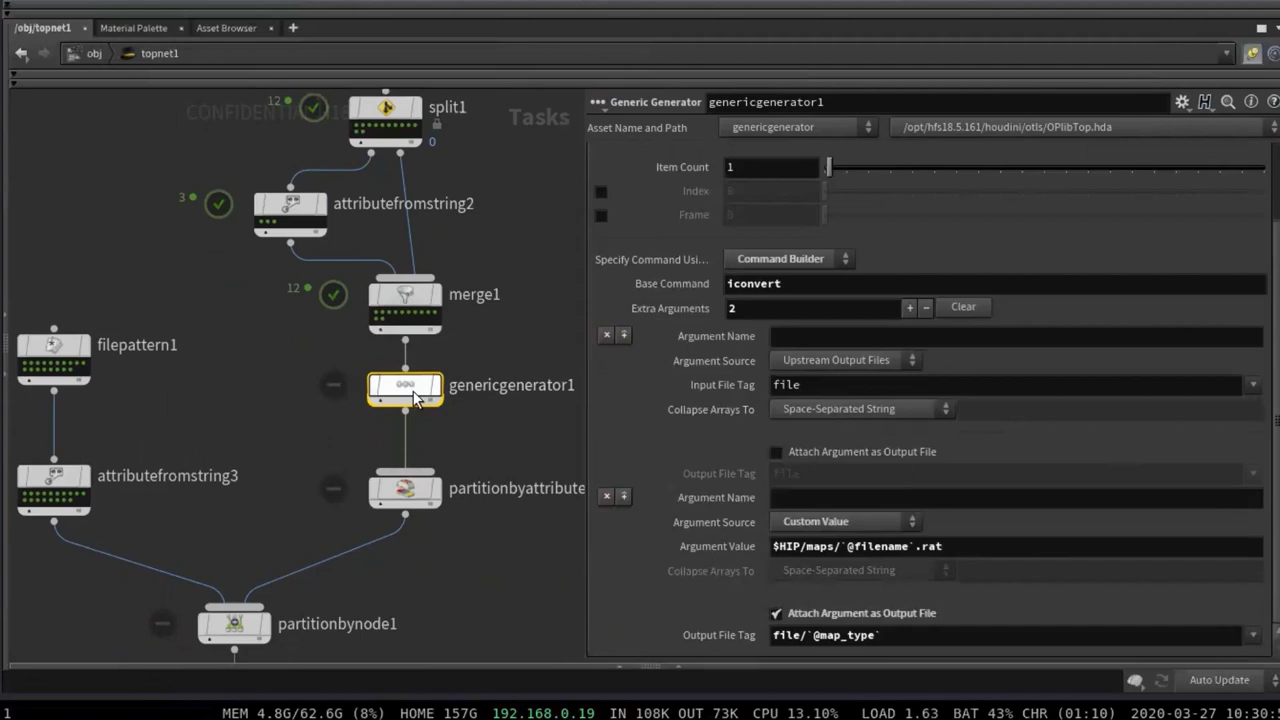 /obj/topnet1 Material Palette Asset Browser
obj topnet1
CONFIDENTIAL
Tasks
12 split1
0
3 attributefromstring2
12 merge1
filepattern1
genericgenerator1
attributefromstring3
partitionbyattribute
partitionbynode1
Generic Generator genericgenerator1
Asset Name and Path genericgenerator /opt/hfs18.5.161/houdini/otls/OPlibTop.hda
Item Count 1
Index 0
Frame 0
Specify Command Usi... Command Builder
Base Command iconvert
Extra Arguments 2 + − Clear
Argument Name
Argument Source Upstream Output Files
Input File Tag file
Collapse Arrays To Space-Separated String
Attach Argument as Output File
Output File Tag file
Argument Name
Argument Source Custom Value
Argument Value $HIP/maps/`@filename`.rat
Collapse Arrays To Space-Separated String
Attach Argument as Output File
Output File Tag file/`@map_type`
Auto Update
1 MEM 4.8G/62.6G (8%) HOME 157G 192.168.0.19 IN 108K OUT 73K CPU 13.10% LOAD 1.63 BAT 43% CHR (01:10) 2020-03-27 10:30: